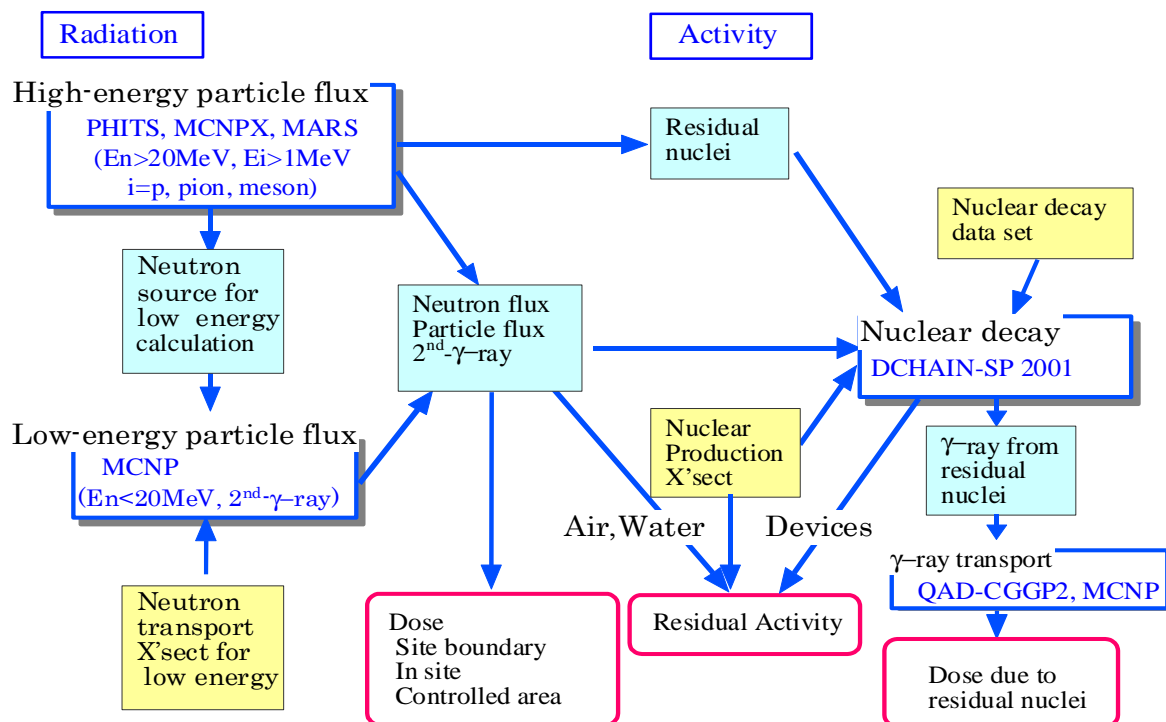 Radiation
Activity
High-energy particle flux
PHITS, MCNPX, MARS
(En>20MeV, Ei>1MeV
i=p, pion, meson)
Residual
nuclei
Nuclear decay
data set
Neutron
source for
low energy
calculation
Neutron flux
Particle flux
2nd-γ-ray
Nuclear decay
DCHAIN-SP 2001
Low-energy particle flux
MCNP
(En<20MeV, 2nd-γ-ray)
Nuclear
Production
X'sect
γ-ray from
residual
nuclei
Air,Water
Devices
γ-ray transport
QAD-CGGP2, MCNP
Neutron
transport
X'sect for
low energy
Dose
Site boundary
In site
Controlled area
Residual Activity
Dose due to
residual nuclei